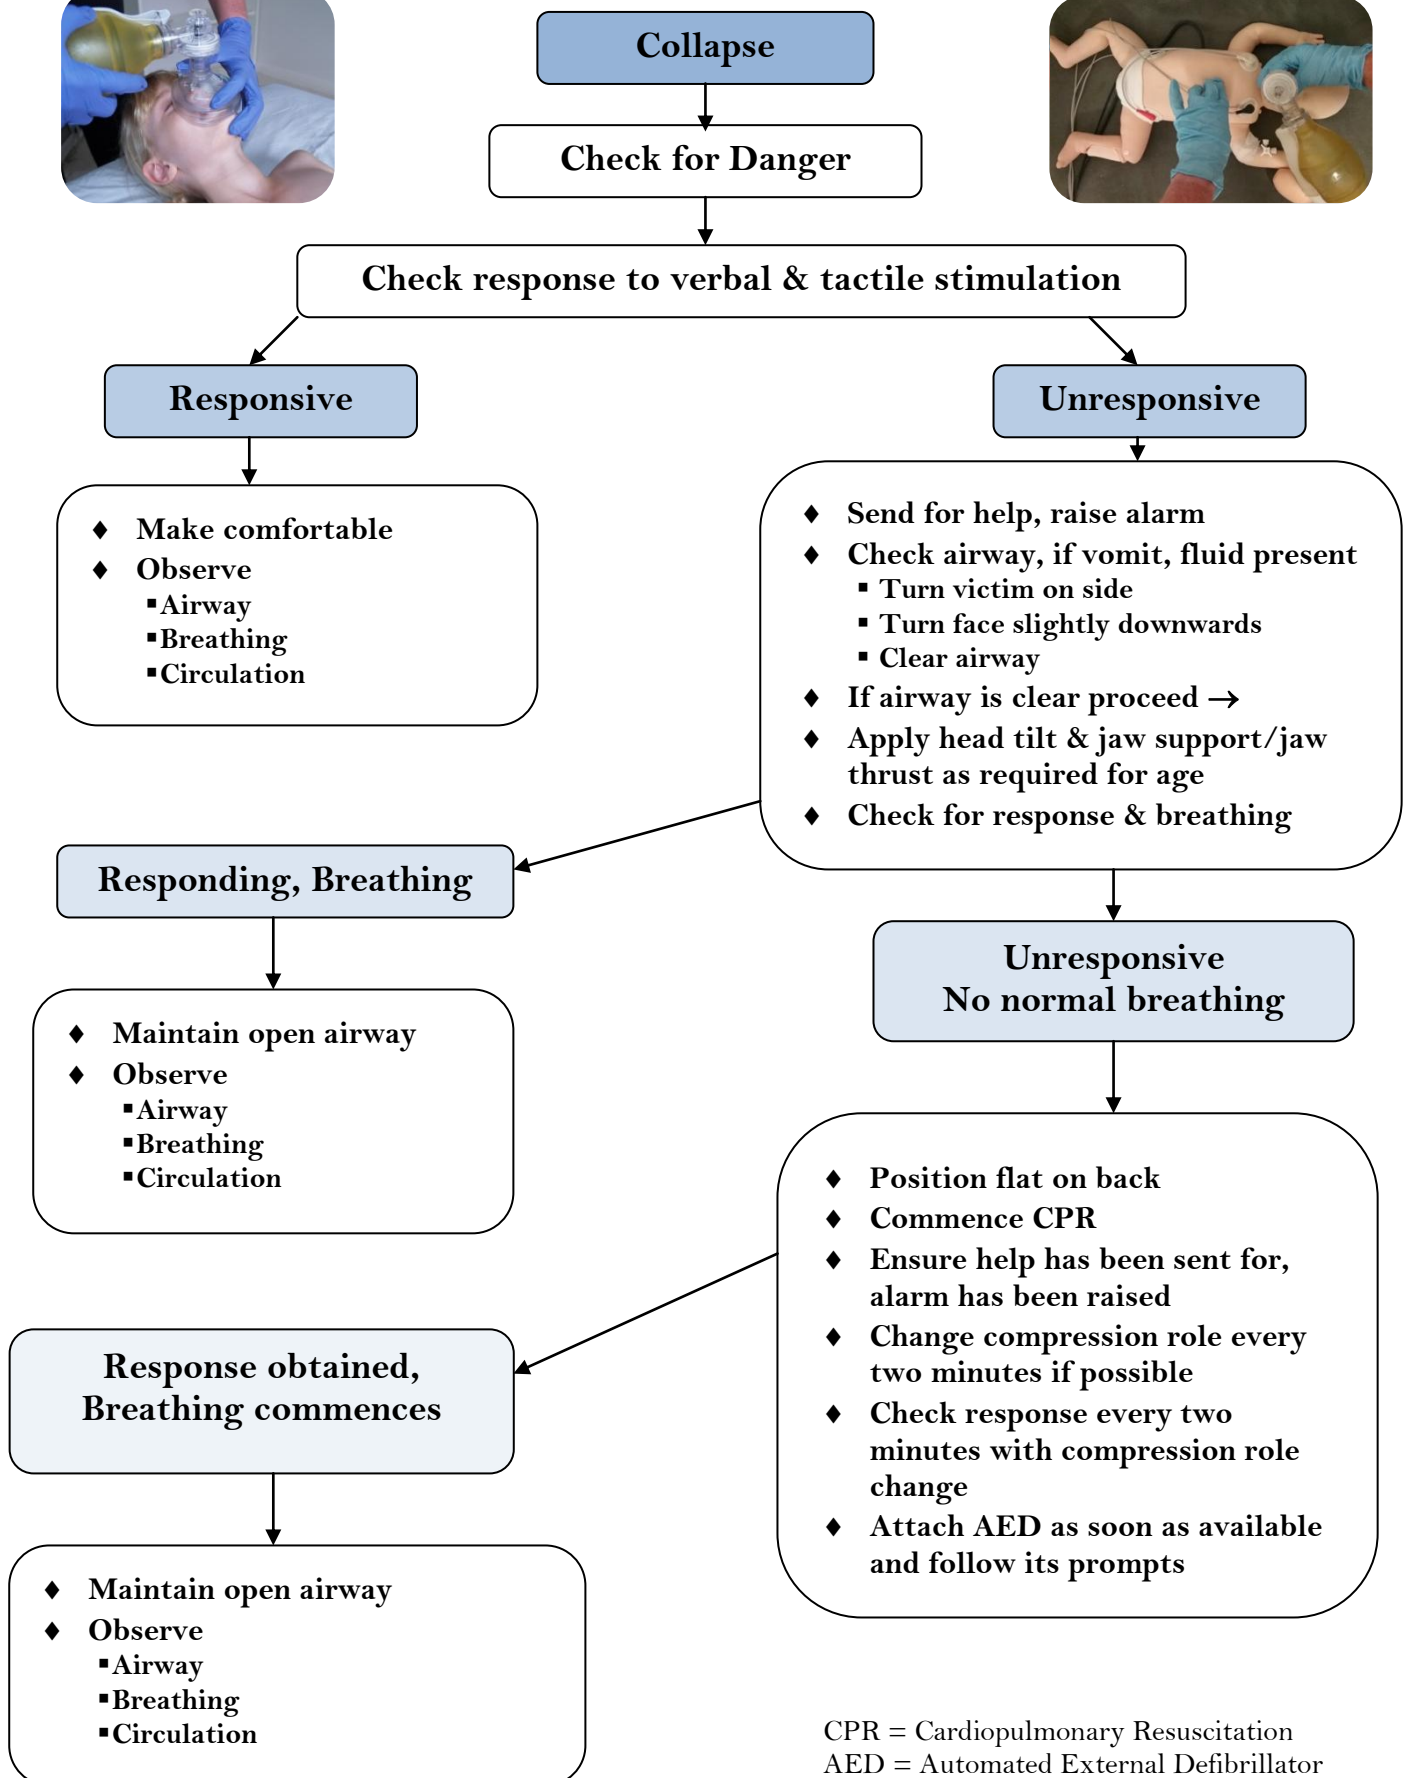 Collapse
Check for Danger
Check response to verbal & tactile stimulation
Responsive
Unresponsive
♦ Make comfortable
♦ Observe
▪Airway
▪Breathing
▪Circulation
♦ Send for help, raise alarm
♦ Check airway, if vomit, fluid present
▪ Turn victim on side
▪ Turn face slightly downwards
▪ Clear airway
♦ If airway is clear proceed →
♦ Apply head tilt & jaw support/jaw
thrust as required for age
♦ Check for response & breathing
Responding, Breathing
Unresponsive
No normal breathing
♦ Maintain open airway
♦ Observe
▪Airway
▪Breathing
▪Circulation
♦ Position flat on back
♦ Commence CPR
♦ Ensure help has been sent for,
alarm has been raised
♦ Change compression role every
two minutes if possible
♦ Check response every two
minutes with compression role
change
♦ Attach AED as soon as available
and follow its prompts
Response obtained,
Breathing commences
♦ Maintain open airway
♦ Observe
▪Airway
▪Breathing
▪Circulation
CPR = Cardiopulmonary Resuscitation
AED = Automated External Defibrillator